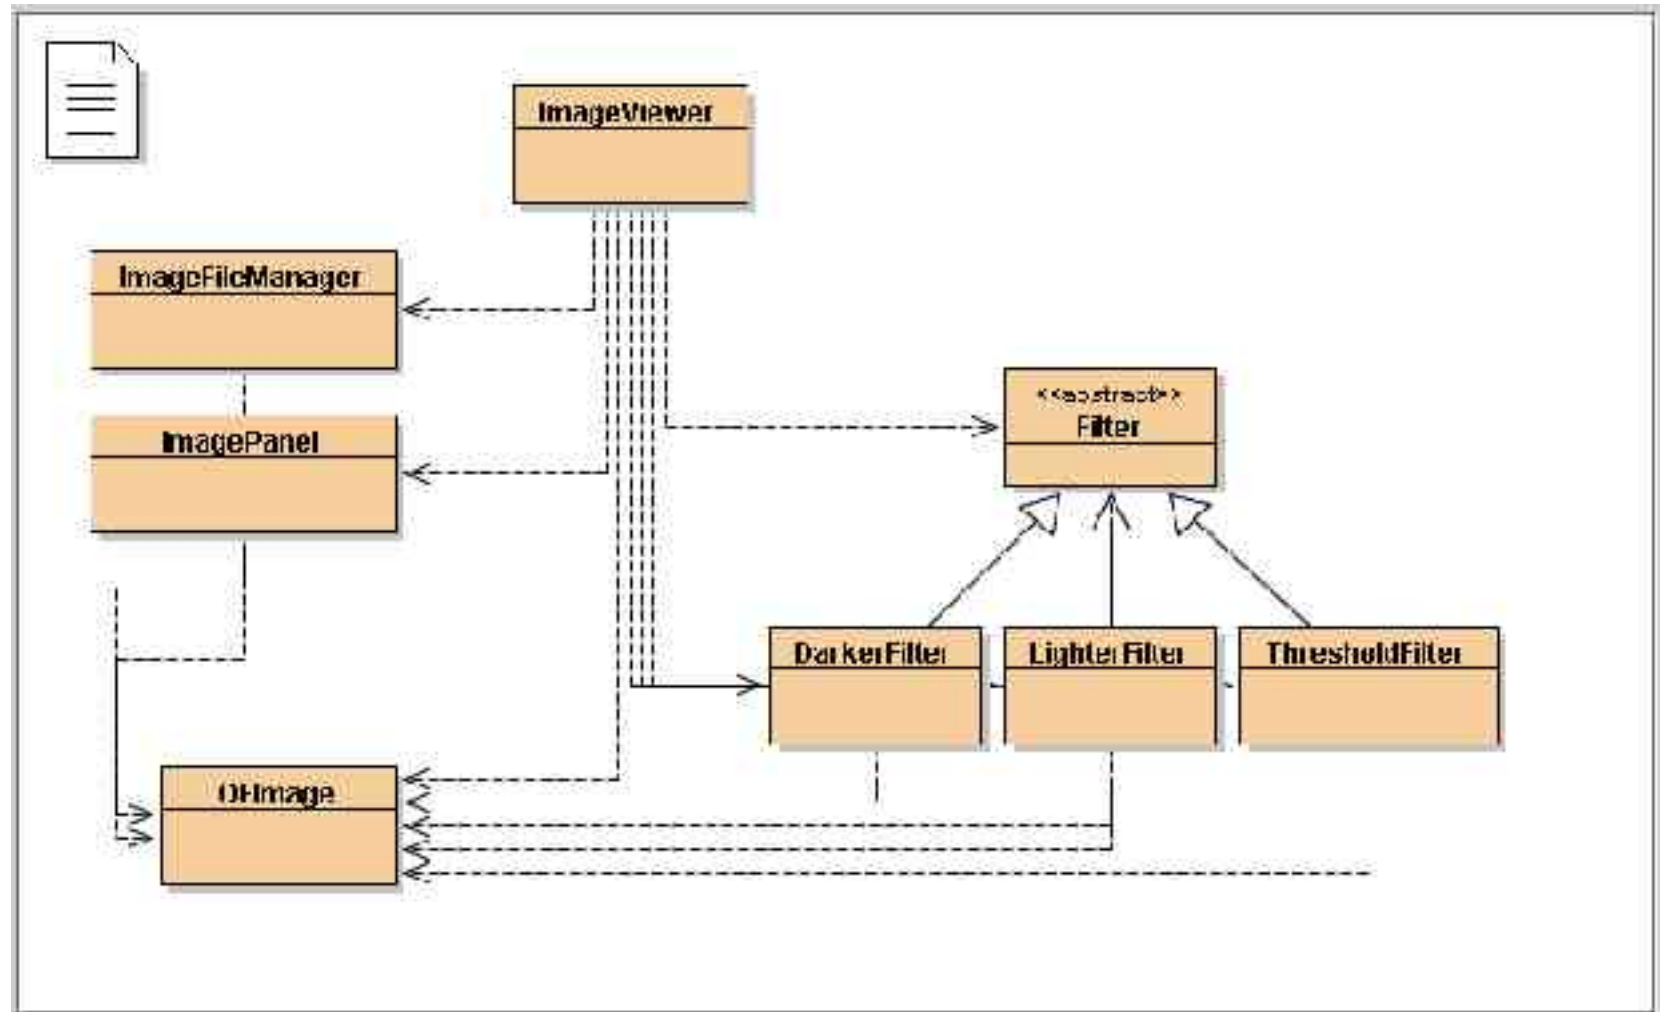 ImageViewer
ImageFileManager
ImagePanel
<<abstract>>
Filter
DarkerFilter
LighterFilter
ThresholdFilter
OFImage